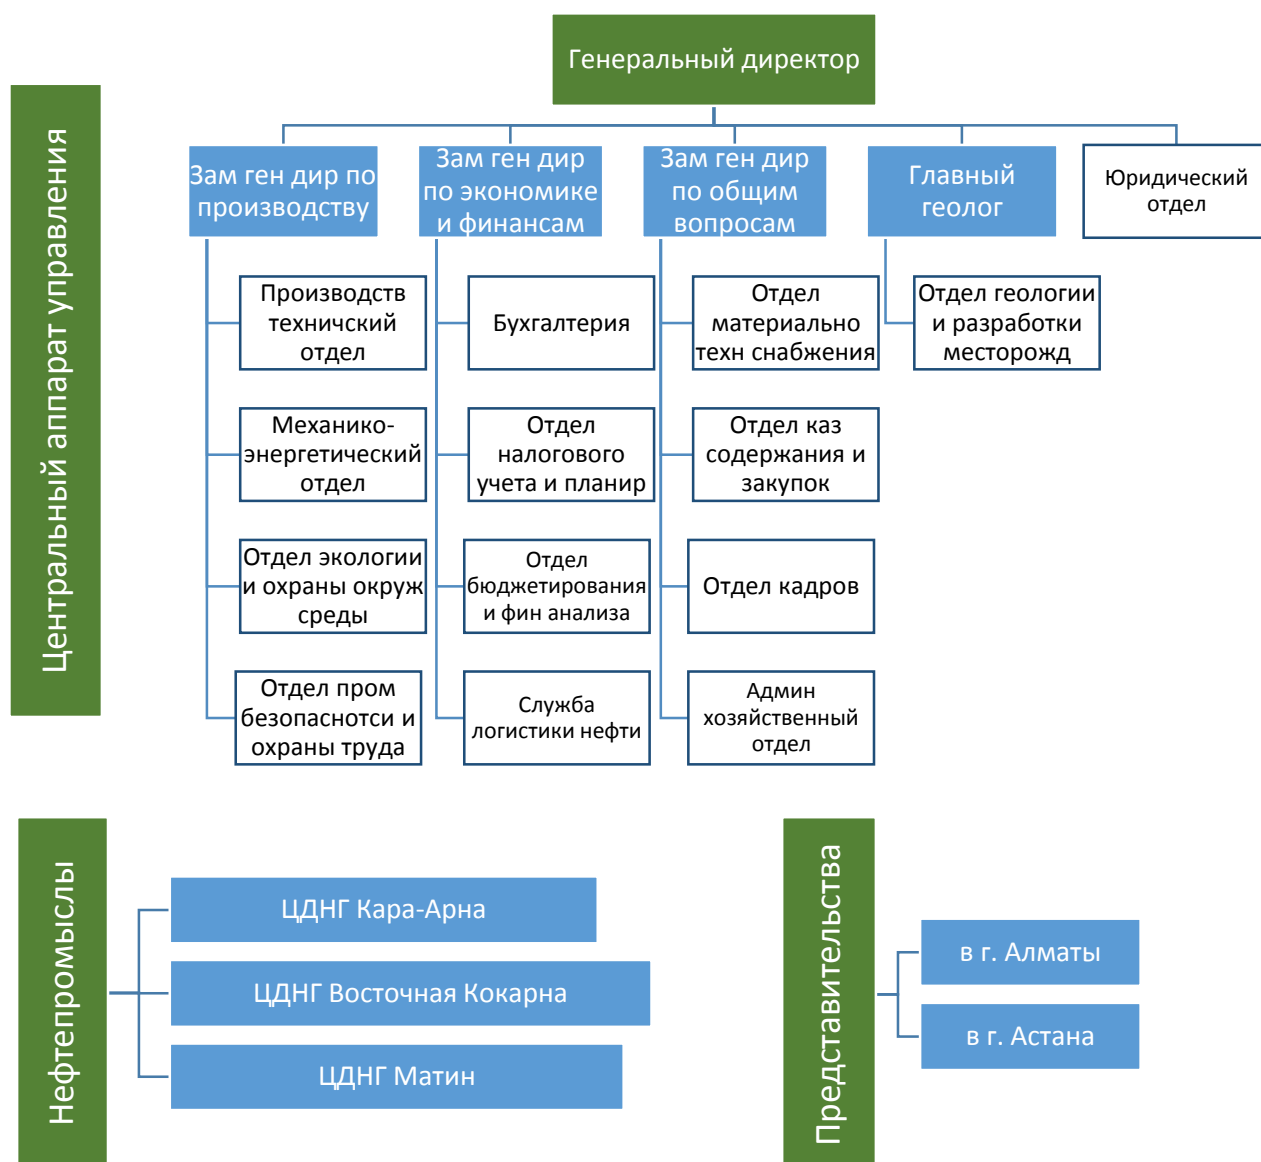 Генеральный директор
Центральный аппарат управления
Зам ген дир по
производству
Зам ген дир
по экономике
и финансам
Зам ген дир
по общим
вопросам
Главный
геолог
Юридический
отдел
Производств
техничский
отдел
Бухгалтерия
Отдел
материально
техн снабжения
Отдел геологии
и разработки
месторожд
Механико-
энергетический
отдел
Отдел
налогового
учета и планир
Отдел каз
содержания и
закупок
Отдел экологии
и охраны окруж
среды
Отдел
бюджетирования
и фин анализа
Отдел кадров
Отдел пром
безопаснотси и
охраны труда
Служба
логистики нефти
Админ
хозяйственный
отдел
Нефтепромыслы
ЦДНГ Кара-Арна
ЦДНГ Восточная Кокарна
ЦДНГ Матин
Представительства
в г. Алматы
в г. Астана